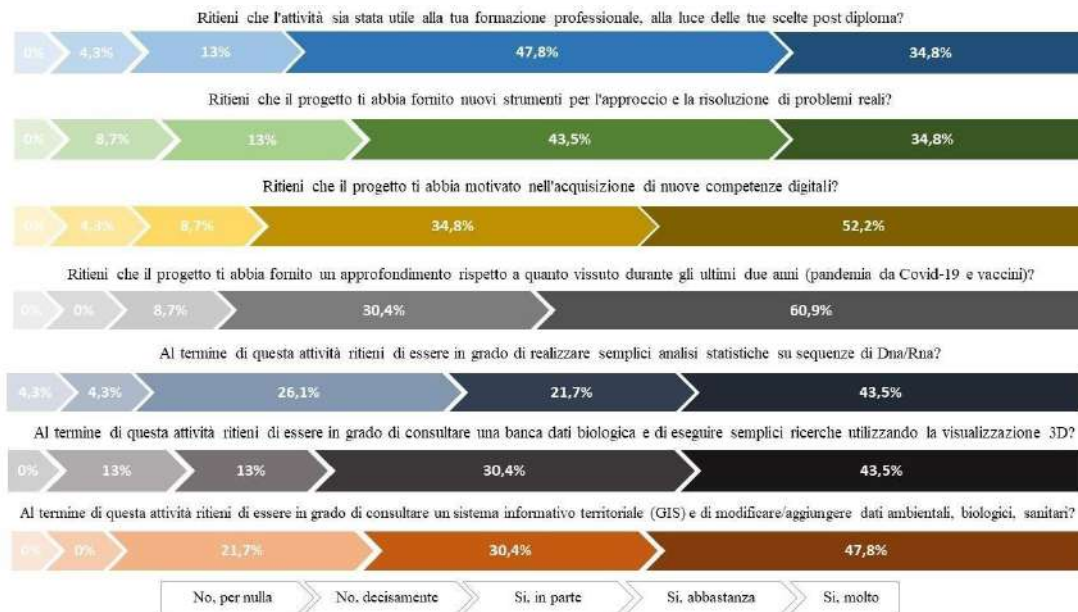 Ritieni che l'attività sia stata utile alla tua formazione professionale, alla luce delle tue scelte post diploma?
0% 4,3% 13% 47,8% 34,8%
Ritieni che il progetto ti abbia fornito nuovi strumenti per l'approccio e la risoluzione di problemi reali?
0% 8,7% 13% 43,5% 34,8%
Ritieni che il progetto ti abbia motivato nell'acquisizione di nuove competenze digitali?
0% 4,3% 8,7% 34,8% 52,2%
Ritieni che il progetto ti abbia fornito un approfondimento rispetto a quanto vissuto durante gli ultimi due anni (pandemia da Covid-19 e vaccini)?
0% 0% 8,7% 30,4% 60,9%
Al termine di questa attività ritieni di essere in grado di realizzare semplici analisi statistiche su sequenze di Dna/Rna?
4,3% 4,3% 26,1% 21,7% 43,5%
Al termine di questa attività ritieni di essere in grado di consultare una banca dati biologica e di eseguire semplici ricerche utilizzando la visualizzazione 3D?
0% 13% 13% 30,4% 43,5%
Al termine di questa attività ritieni di essere in grado di consultare un sistema informativo territoriale (GIS) e di modificare/aggiungere dati ambientali, biologici, sanitari?
0% 0% 21,7% 30,4% 47,8%
No, per nulla No, decisamente Si, in parte Si, abbastanza Si, molto